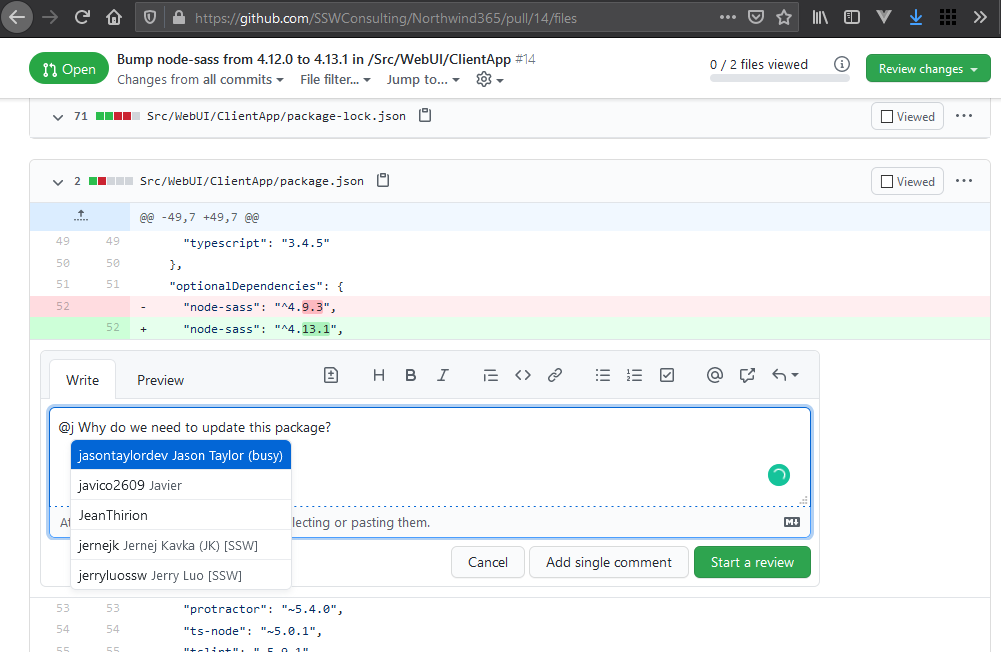 https://github.com/SSWConsulting/Northwind365/pull/14/files
Open
Bump node-sass from 4.12.0 to 4.13.1 in /Src/WebUI/ClientApp #14
Changes from all commits File filter... Jump to...
0 / 2 files viewed
Review changes
71 Src/WebUI/ClientApp/package-lock.json
Viewed
2 Src/WebUI/ClientApp/package.json
Viewed
@@ -49,7 +49,7 @@
49 49 "typescript": "3.4.5"
50 50 },
51 51 "optionalDependencies": {
52 - "node-sass": "^4.9.3",
52 + "node-sass": "^4.13.1",
Write Preview
H B I <> @
@j Why do we need to update this package?
jasontaylordev Jason Taylor (busy)
javico2609 Javier
JeanThirion
lecting or pasting them.
jernejk Jernej Kavka (JK) [SSW]
jerryluossw Jerry Luo [SSW]
Cancel Add single comment Start a review
53 53 "protractor": "~5.4.0",
54 54 "ts-node": "~5.0.1",
55 55 "tslint": "~5.9.1"